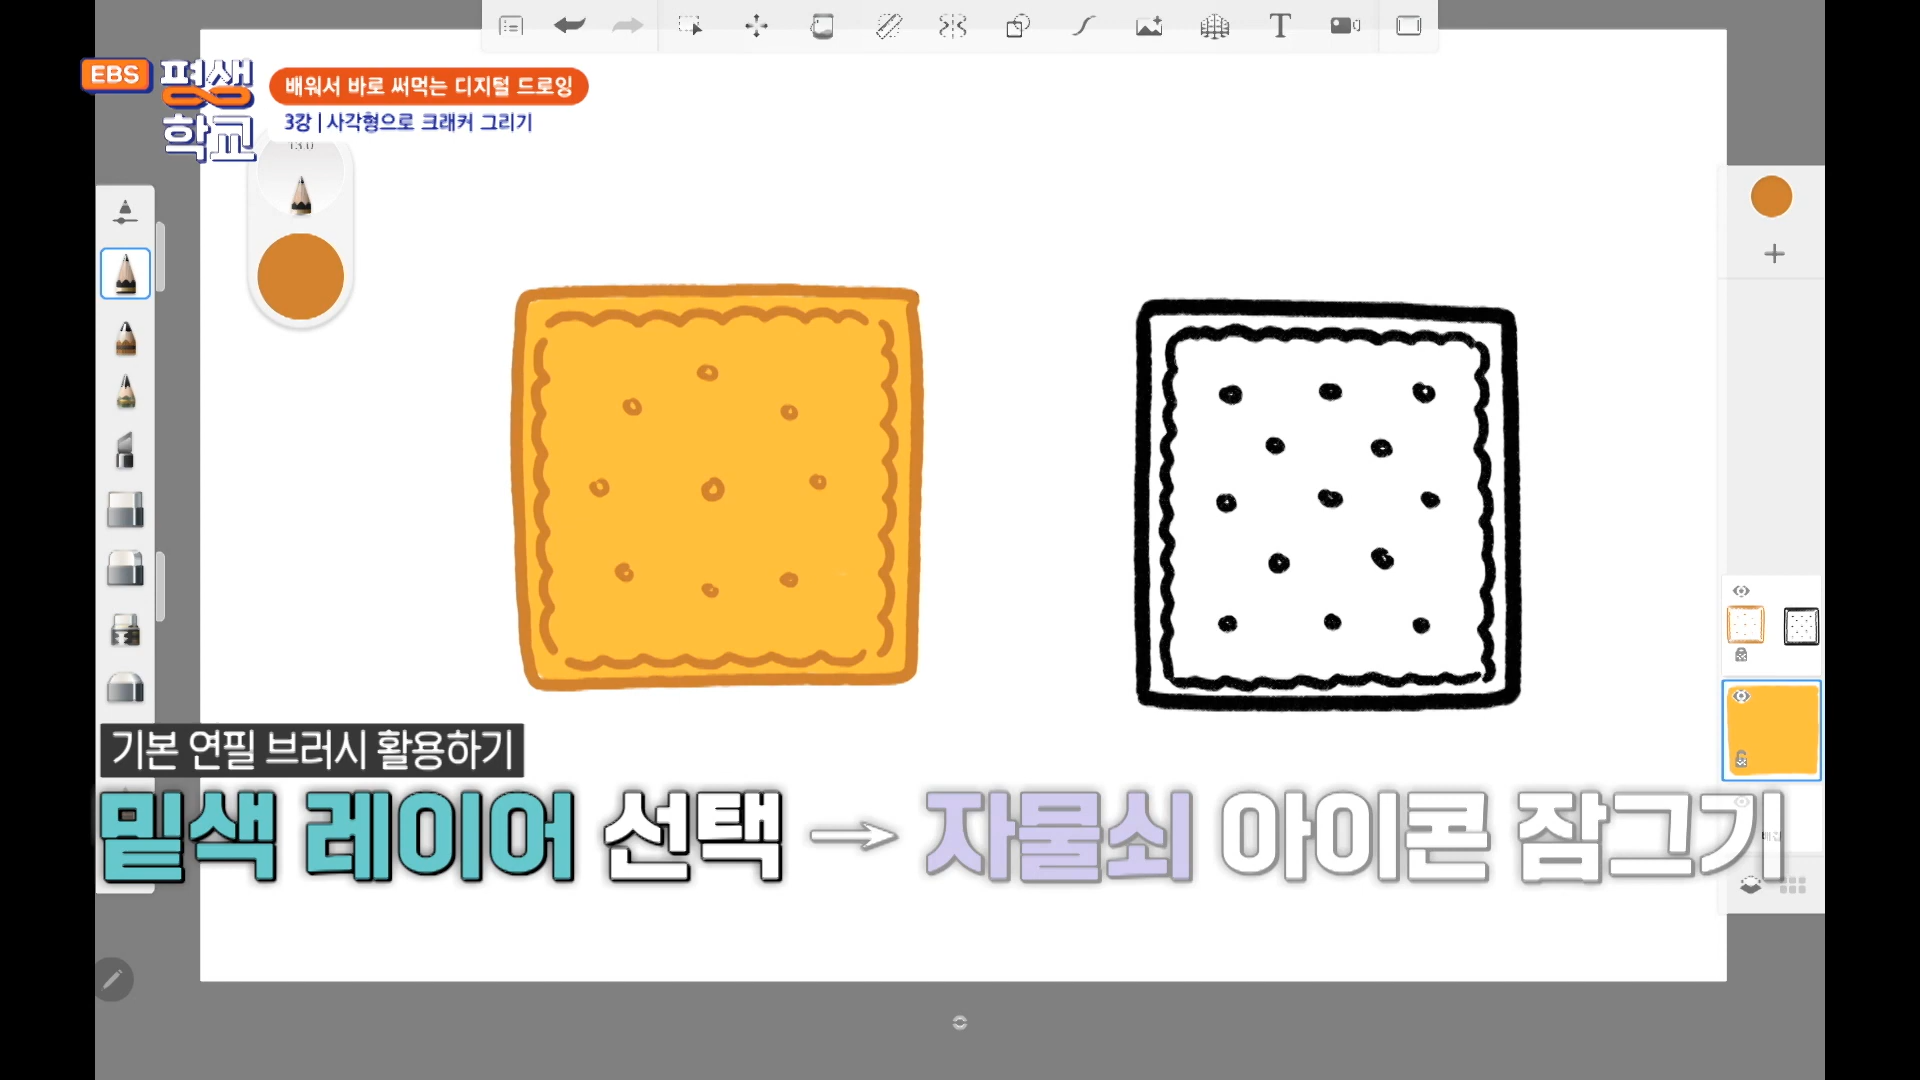 EBS 평생학교
배워서 바로 써먹는 디지털 드로잉
3강 | 사각형으로 크래커 그리기
13.0
T
기본 연필 브러시 활용하기
밑색 레이어 선택 → 자물쇠 아이콘 잠그기